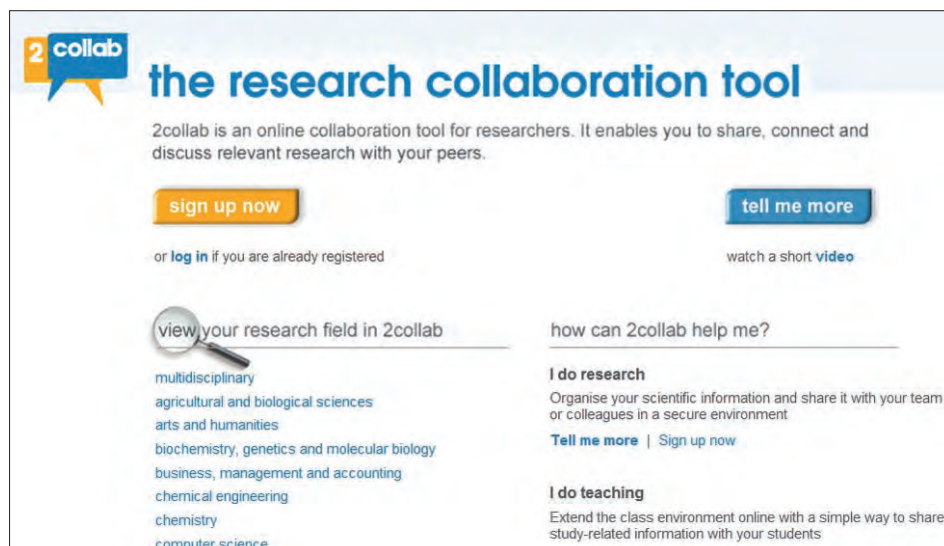 2 collab
the research collaboration tool
2collab is an online collaboration tool for researchers. It enables you to share, connect and
discuss relevant research with your peers.
sign up now
tell me more
or log in if you are already registered
watch a short video
view your research field in 2collab
multidisciplinary
agricultural and biological sciences
arts and humanities
biochemistry, genetics and molecular biology
business, management and accounting
chemical engineering
chemistry
computer science
how can 2collab help me?
I do research
Organise your scientific information and share it with your team
or colleagues in a secure environment
Tell me more | Sign up now
I do teaching
Extend the class environment online with a simple way to share
study-related information with your students